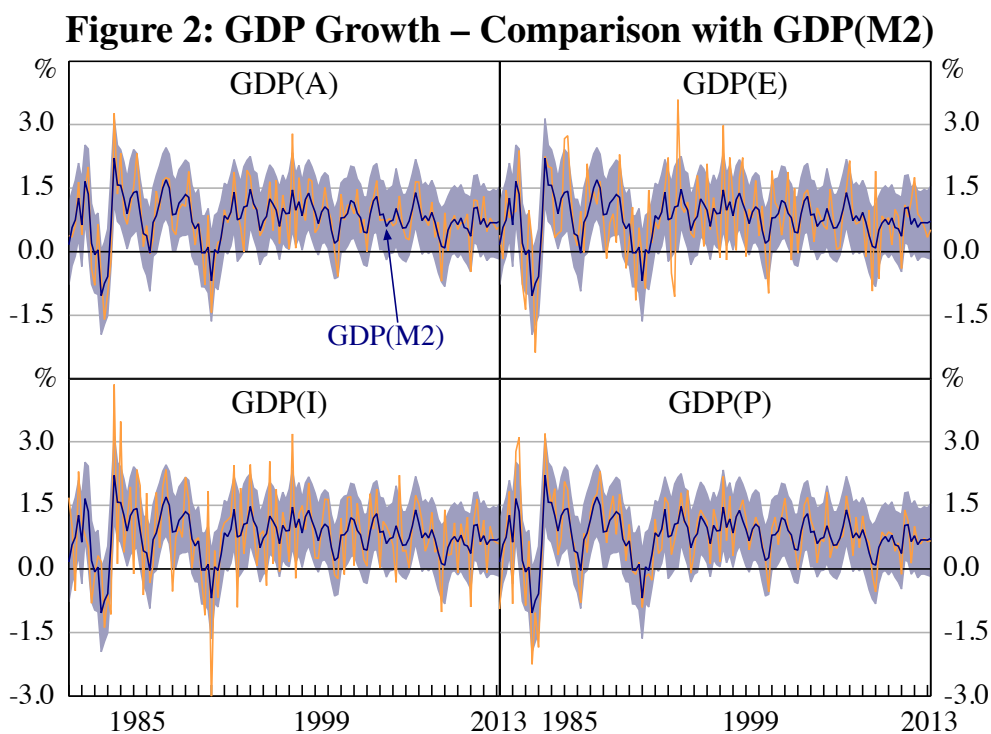 Figure 2: GDP Growth – Comparison with GDP(M2)
% GDP(A) GDP(E) %
3.0 3.0
1.5 1.5
0.0 0.0
-1.5 -1.5
GDP(M2)
% GDP(I) GDP(P) %
3.0 3.0
1.5 1.5
0.0 0.0
-1.5 -1.5
-3.0 -3.0
1985 1999 2013 1985 1999 2013